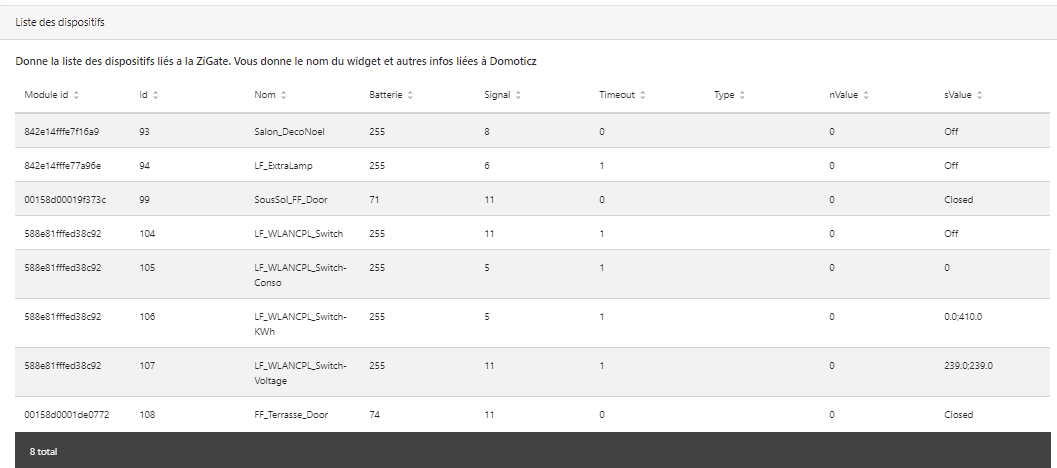 Liste des dispositifs
Donne la liste des dispositifs liés a la ZiGate. Vous donne le nom du widget et autres infos liées à Domoticz
Module id Id Nom Batterie Signal Timeout Type nValue sValue
842e14fffe7f16a9 93 Salon_DecoNoel 255 8 0 0 Off
842e14fffe77a96e 94 LF_ExtraLamp 255 6 1 0 Off
00158d00019f373c 99 SousSol_FF_Door 71 11 0 0 Closed
588e81fffed38c92 104 LF_WLANCPL_Switch 255 11 1 0 Off
588e81fffed38c92 105 LF_WLANCPL_Switch- 255 5 1 0 0
Conso
588e81fffed38c92 106 LF_WLANCPL_Switch- 255 5 1 0 0.0;410.0
KWh
588e81fffed38c92 107 LF_WLANCPL_Switch- 255 11 1 0 239.0;239.0
Voltage
00158d0001de0772 108 FF_Terrasse_Door 74 11 0 0 Closed
8 total